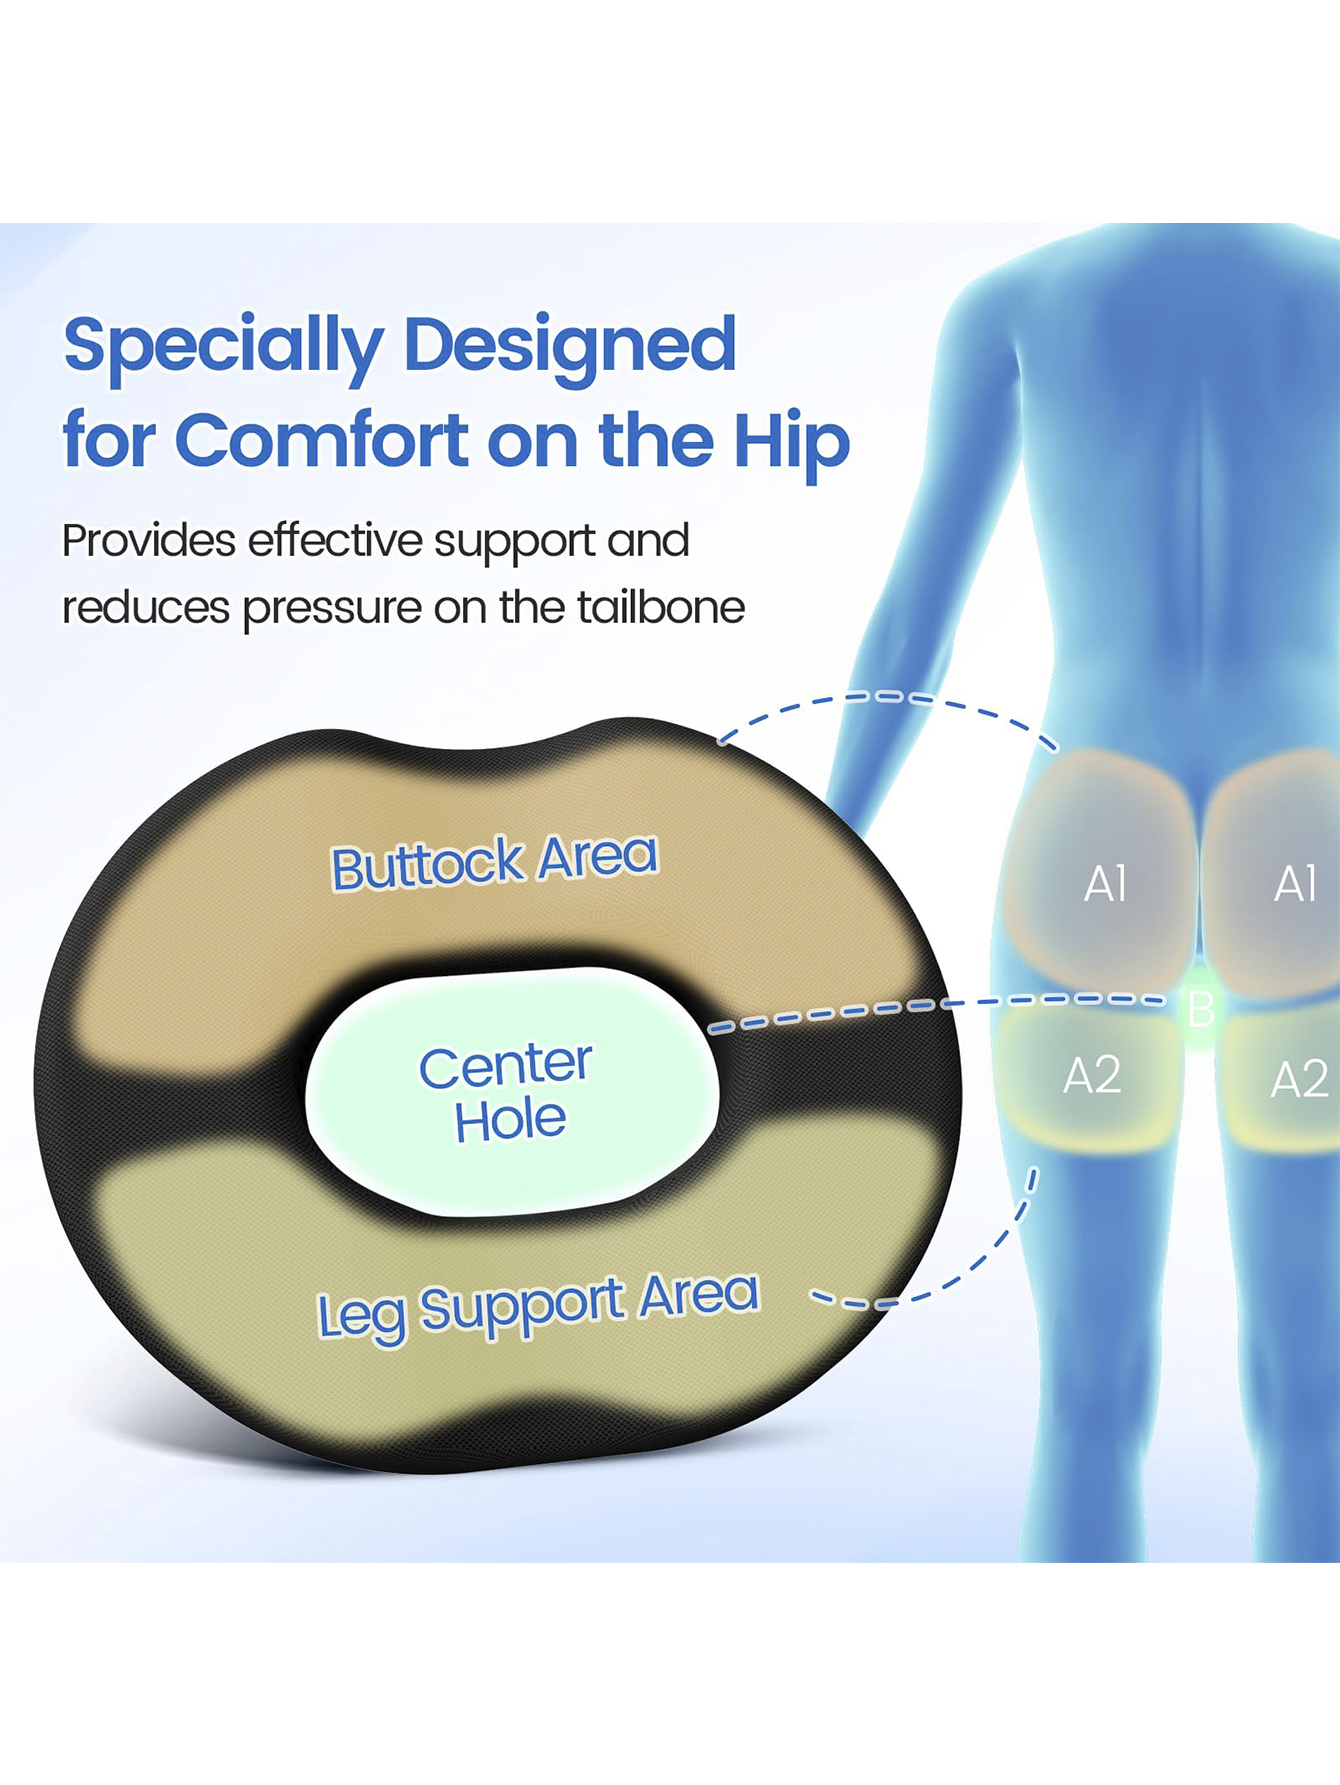 Specially Designed
for Comfort on the Hip
Provides effective support and
reduces pressure on the tailbone
Buttock Area
A1
A1
Center
Hole
B
A2
A2
Leg Support Area